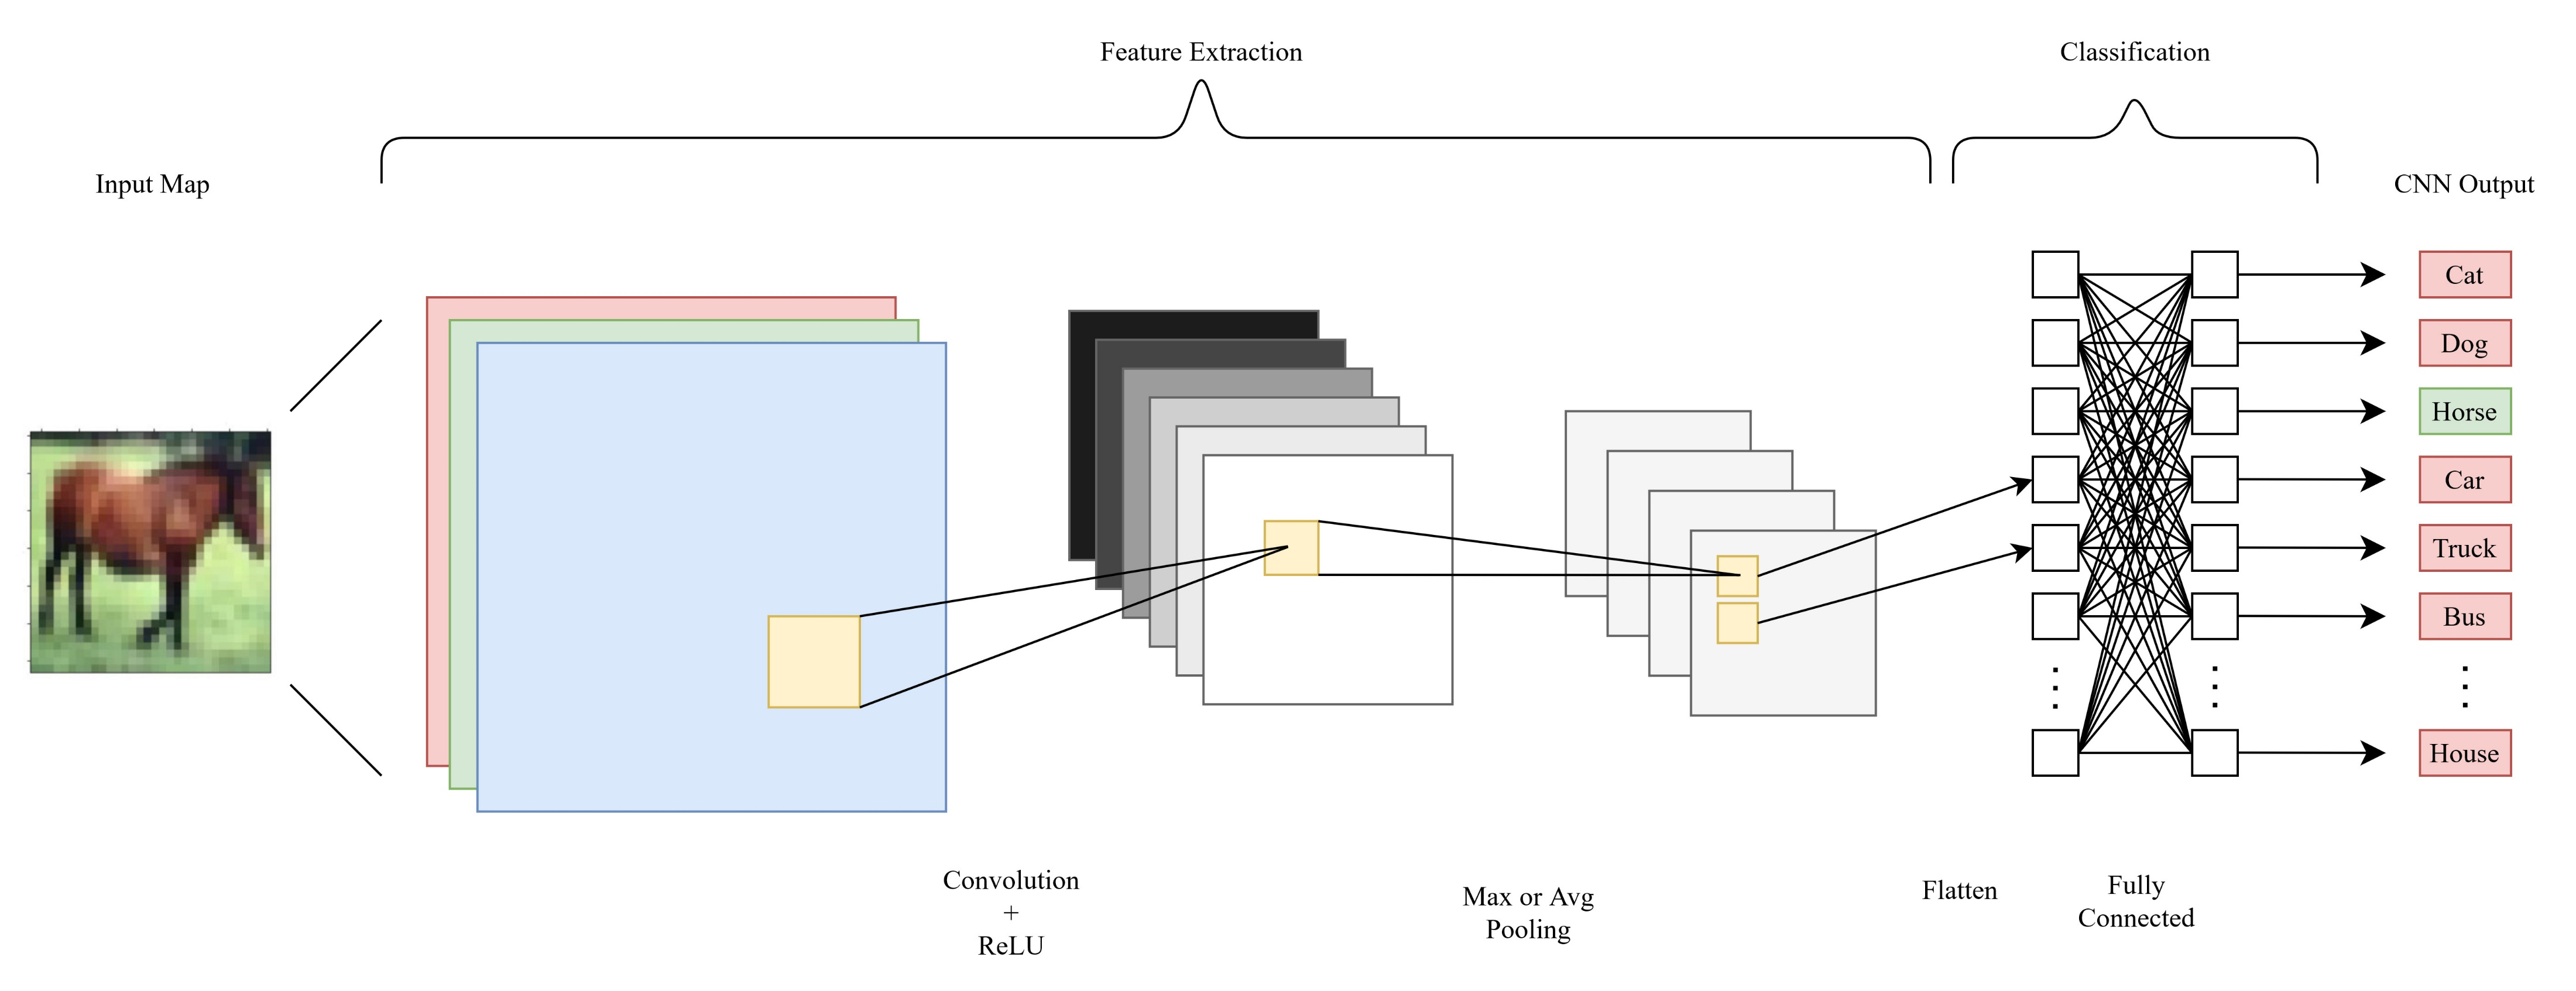 Feature Extraction
Classification
Input Map
CNN Output
Cat
Dog
Horse
Car
Truck
Bus
House
Convolution
+
ReLU
Max or Avg
Pooling
Flatten
Fully
Connected